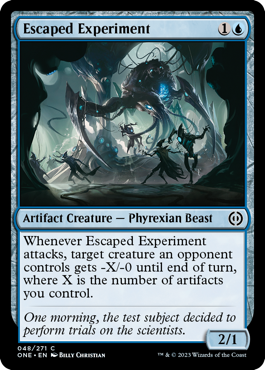 Escaped Experiment 1
Artifact Creature — Phyrexian Beast
Whenever Escaped Experiment
attacks, target creature an opponent
controls gets -X/-0 until end of turn,
where X is the number of artifacts
you control.
One morning, the test subject decided to
perform trials on the scientists.
2/1
048/271 C
ONE • EN BILLY CHRISTIAN
™ & © 2023 Wizards of the Coast